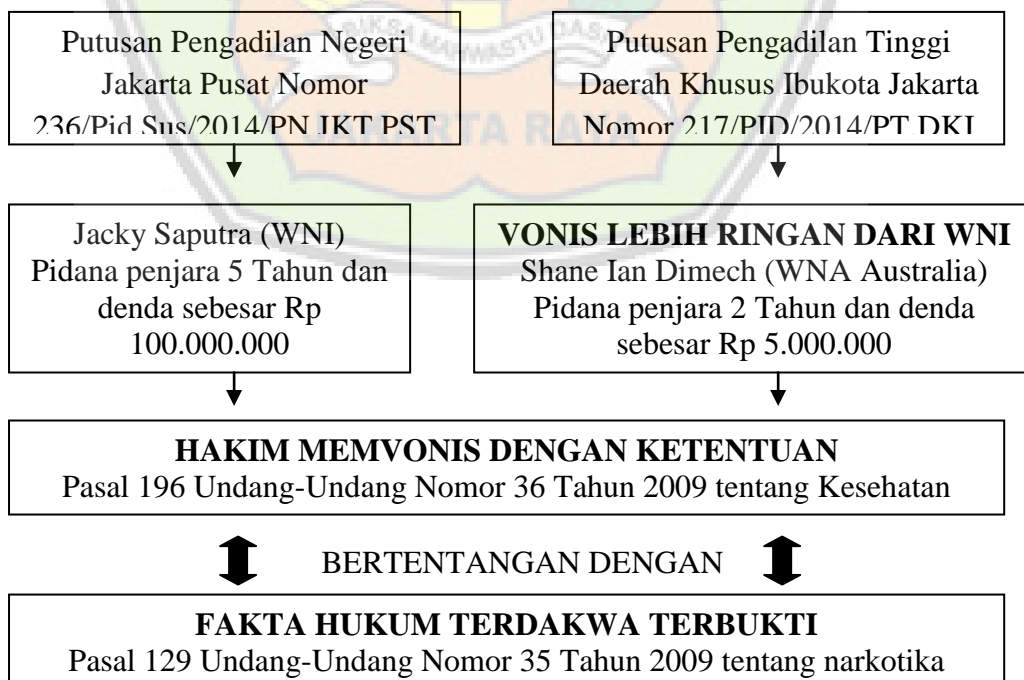 Putusan Pengadilan Negeri
Jakarta Pusat Nomor
236/Pid.Sus/2014/PN.JKT.PST
Putusan Pengadilan Tinggi
Daerah Khusus Ibukota Jakarta
Nomor 217/PID/2014/PT.DKI
JAKARTA RAYA
Jacky Saputra (WNI)
Pidana penjara 5 Tahun dan
denda sebesar Rp
100.000.000
VONIS LEBIH RINGAN DARI WNI
Shane Ian Dimech (WNA Australia)
Pidana penjara 2 Tahun dan denda
sebesar Rp 5.000.000
HAKIM MEMVONIS DENGAN KETENTUAN
Pasal 196 Undang-Undang Nomor 36 Tahun 2009 tentang Kesehatan
BERTENTANGAN DENGAN
FAKTA HUKUM TERDAKWA TERBUKTI
Pasal 129 Undang-Undang Nomor 35 Tahun 2009 tentang narkotika